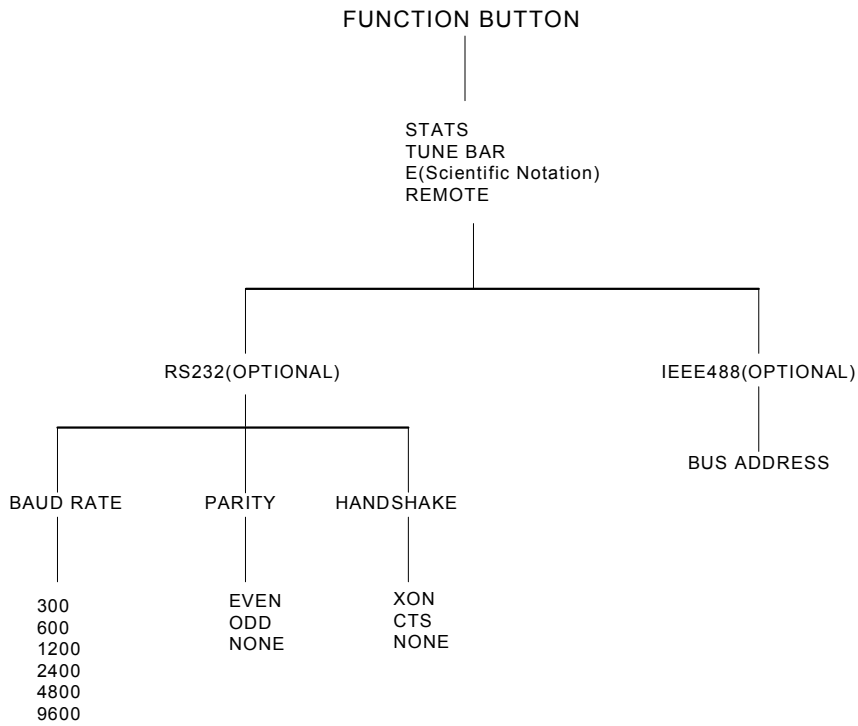 FUNCTION BUTTON
STATS
TUNE BAR
E(Scientific Notation)
REMOTE
RS232(OPTIONAL)
IEEE488(OPTIONAL)
BUS ADDRESS
BAUD RATE
PARITY
HANDSHAKE
300
600
1200
2400
4800
9600
EVEN
ODD
NONE
XON
CTS
NONE